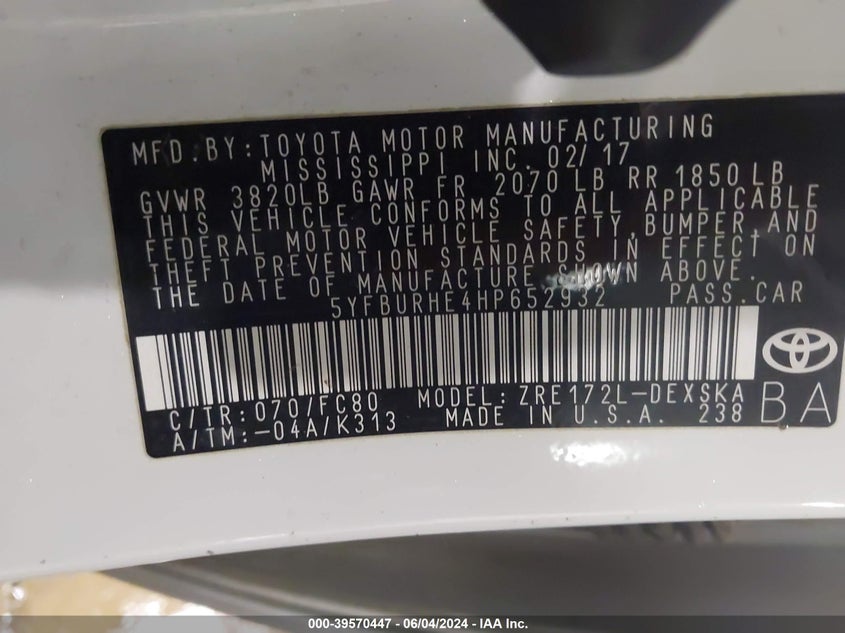 MFD.BY:TOYOTA MOTOR MANUFACTURING
MISSISSIPPI INC. 02/17
GVWR 3820LB GAWR FR 2070 LB RR 1850LB
THIS VEHICLE CONFORMS TO ALL APPLICABLE
FEDERAL MOTOR VEHICLE SAFETY,BUMPER,AND
THEFT PREVENTION STANDARDS IN EFFECT ON
THE DATE OF MANUFACTURE SHOWN ABOVE.
5YFBURHE4HP652932 PASS.CAR
C/TR:070/FC80 MODEL: ZRE172L-DEXSKA
A/TM:-04A/K313 MADE IN U.S.A. 238
BA
000-39570447 - 06/04/2024 - IAA Inc.